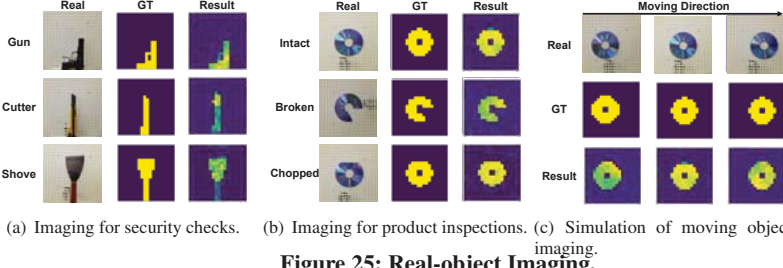 Real GT Result
Gun
Cutter
Shove
(a) Imaging for security checks.
Real GT Result
Intact
Broken
Chopped
(b) Imaging for product inspections.
Moving Direction
Real
GT
Result
(c) Simulation of moving objec
imaging.
Figure 25: Real-object Imaging.